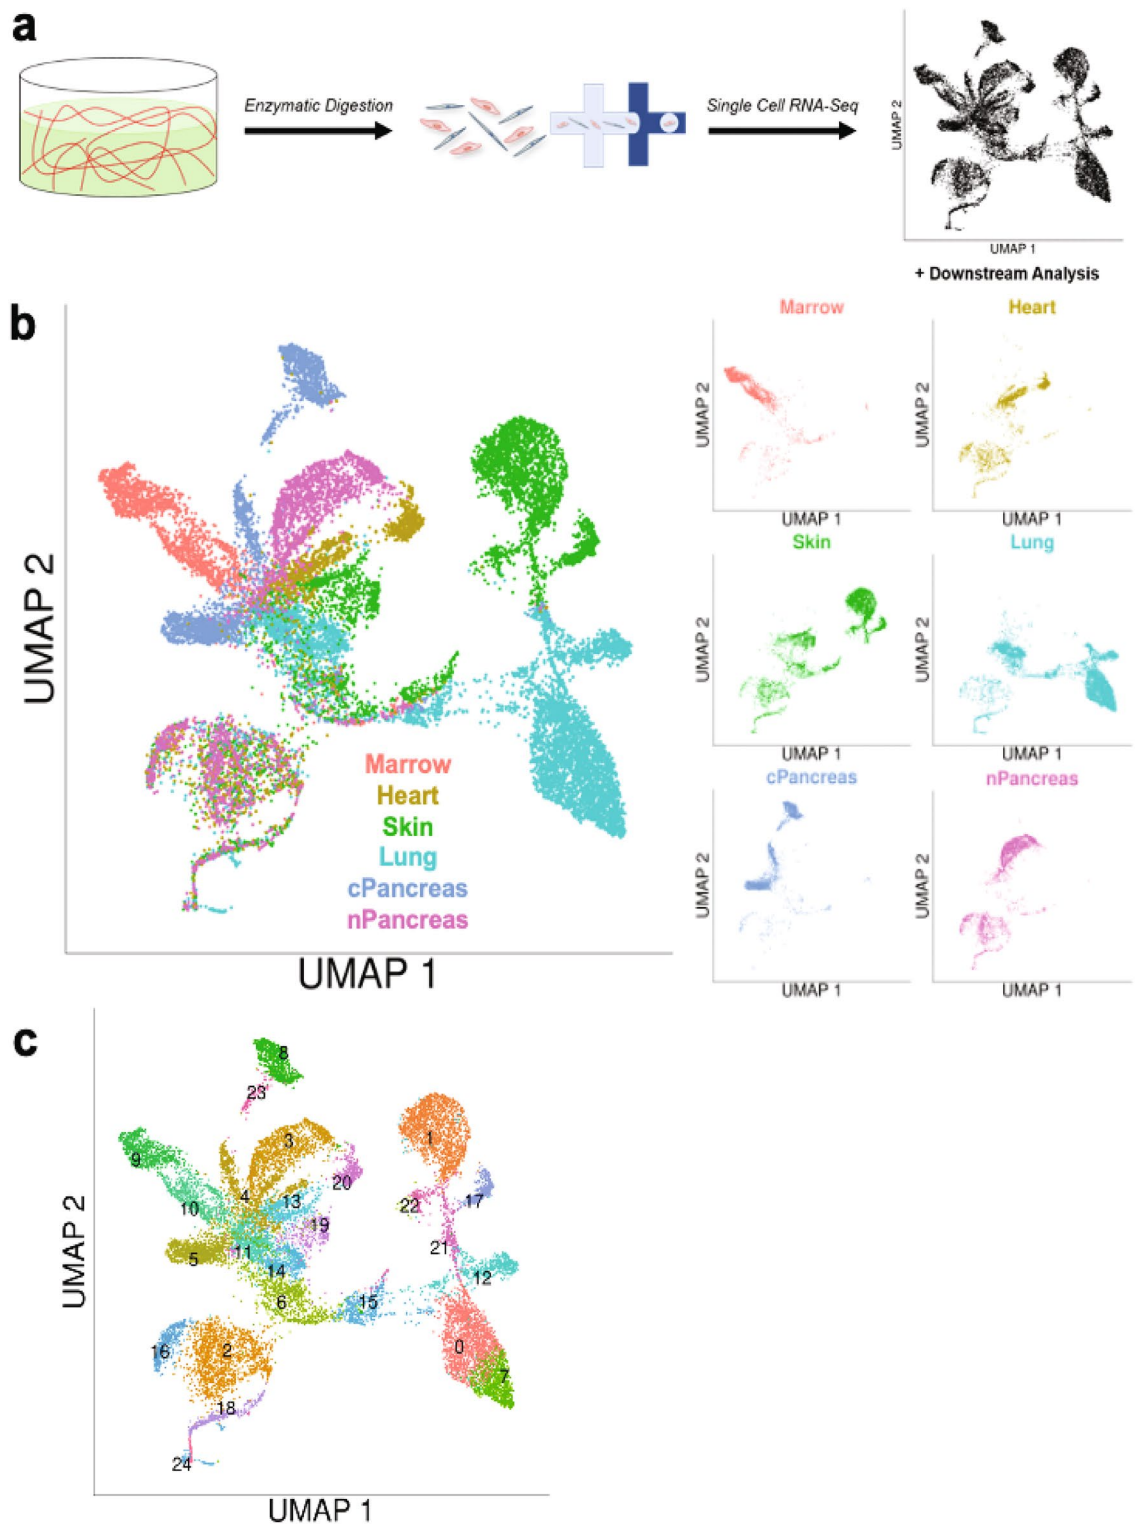 a
Enzymatic Digestion
Single Cell RNA-Seq
UMAP 2
UMAP 1
+ Downstream Analysis
b
UMAP 2
UMAP 1
Marrow
Heart
Skin
Lung
cPancreas
nPancreas
Marrow
UMAP 2
UMAP 1
Heart
UMAP 2
UMAP 1
Skin
UMAP 2
UMAP 1
Lung
UMAP 2
UMAP 1
cPancreas
UMAP 2
UMAP 1
nPancreas
UMAP 2
UMAP 1
c
UMAP 2
8
23
3
1
9
20
4
13
22
17
10
19
21
11
5
14
12
6
15
0
16
2
7
18
24
UMAP 1